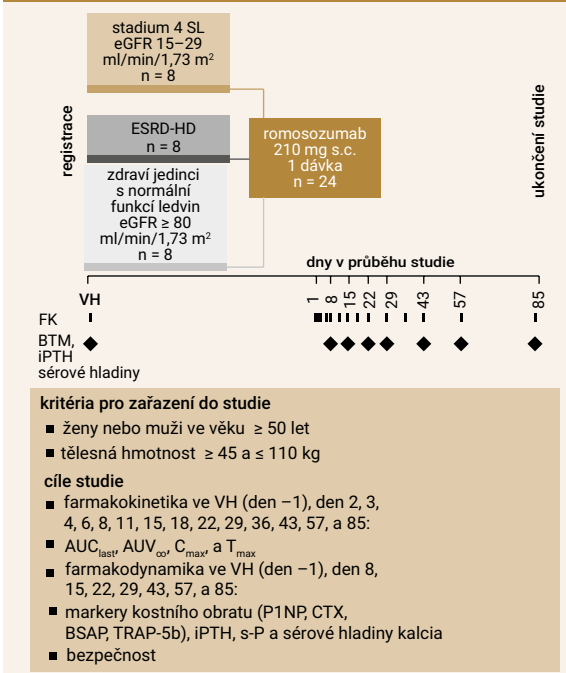 stadium 4 SL
eGFR 15–29
ml/min/1,73 m²
n = 8
registrace
ESRD-HD
n = 8
zdraví jedinci
s normální
funkcí ledvin
eGFR ≥ 80
ml/min/1,73 m²
n = 8
romosozumab
210 mg s.c.
1 dávka
n = 24
ukončení studie
dny v průběhu studie
VH 1 8 15 22 29 43 57 85
FK
BTM,
iPTH
sérové hladiny
kritéria pro zařazení do studie
■ ženy nebo muži ve věku ≥ 50 let
■ tělesná hmotnost ≥ 45 a ≤ 110 kg
cíle studie
■ farmakokinetika ve VH (den –1), den 2, 3,
4, 6, 8, 11, 15, 18, 22, 29, 36, 43, 57, a 85:
■ AUClast, AUV∞, Cmax, a Tmax
■ farmakodynamika ve VH (den –1), den 8,
15, 22, 29, 43, 57, a 85:
■ markery kostního obratu (P1NP, CTX,
BSAP, TRAP-5b), iPTH, s-P a sérové hladiny kalcia
■ bezpečnost